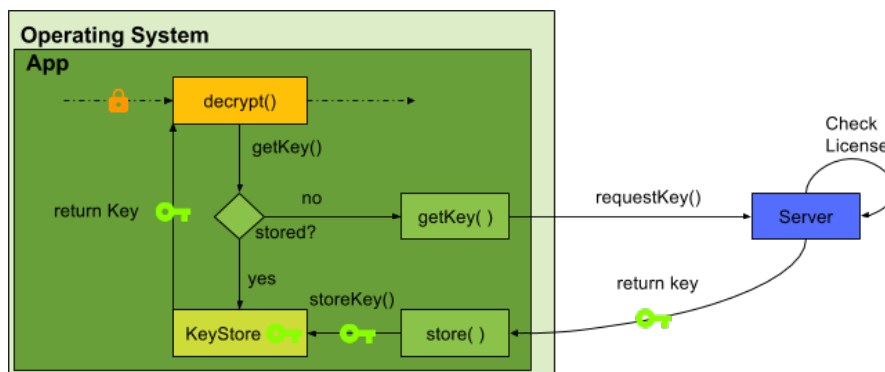 Operating System
App
decrypt()
getKey()
Check
License
return Key
no
requestKey()
getKey( )
Server
stored?
yes
return key
storeKey()
KeyStore
store( )